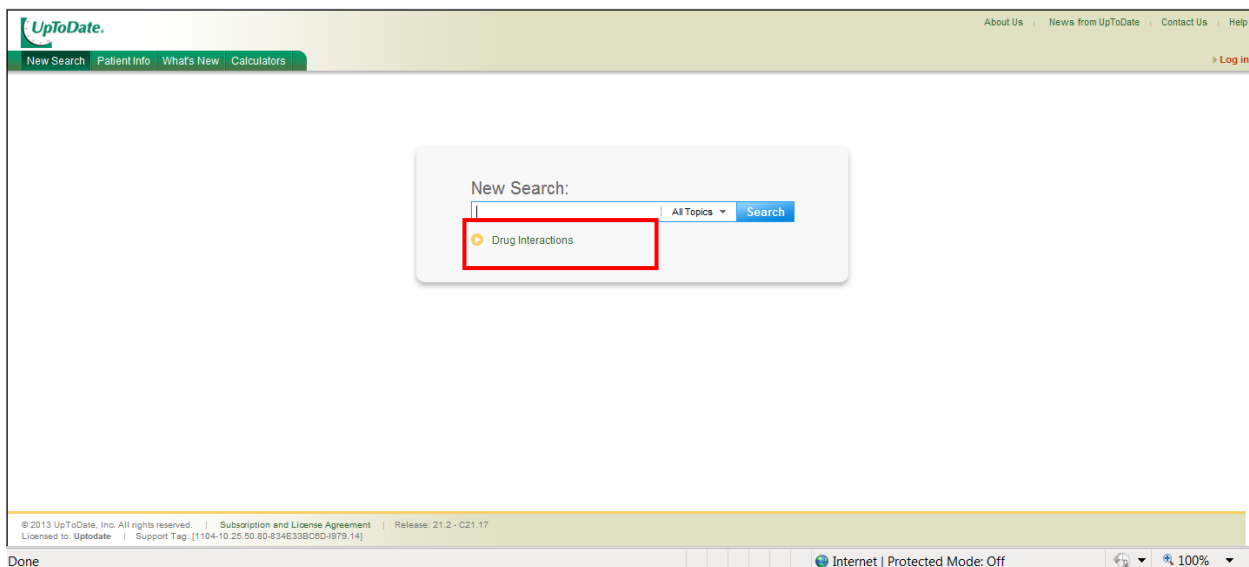 UpToDate.
About Us | News from UpToDate | Contact Us | Help
New Search Patient Info What's New Calculators
Log in
New Search:
All Topics Search
Drug Interactions
© 2013 UpToDate, Inc. All rights reserved. | Subscription and License Agreement | Release: 21.2 - C21.17
Licensed to: Uptodate | Support Tag: [1104-10.25.50.80-834E33BC6D-I979.14]
Done Internet | Protected Mode: Off 100%